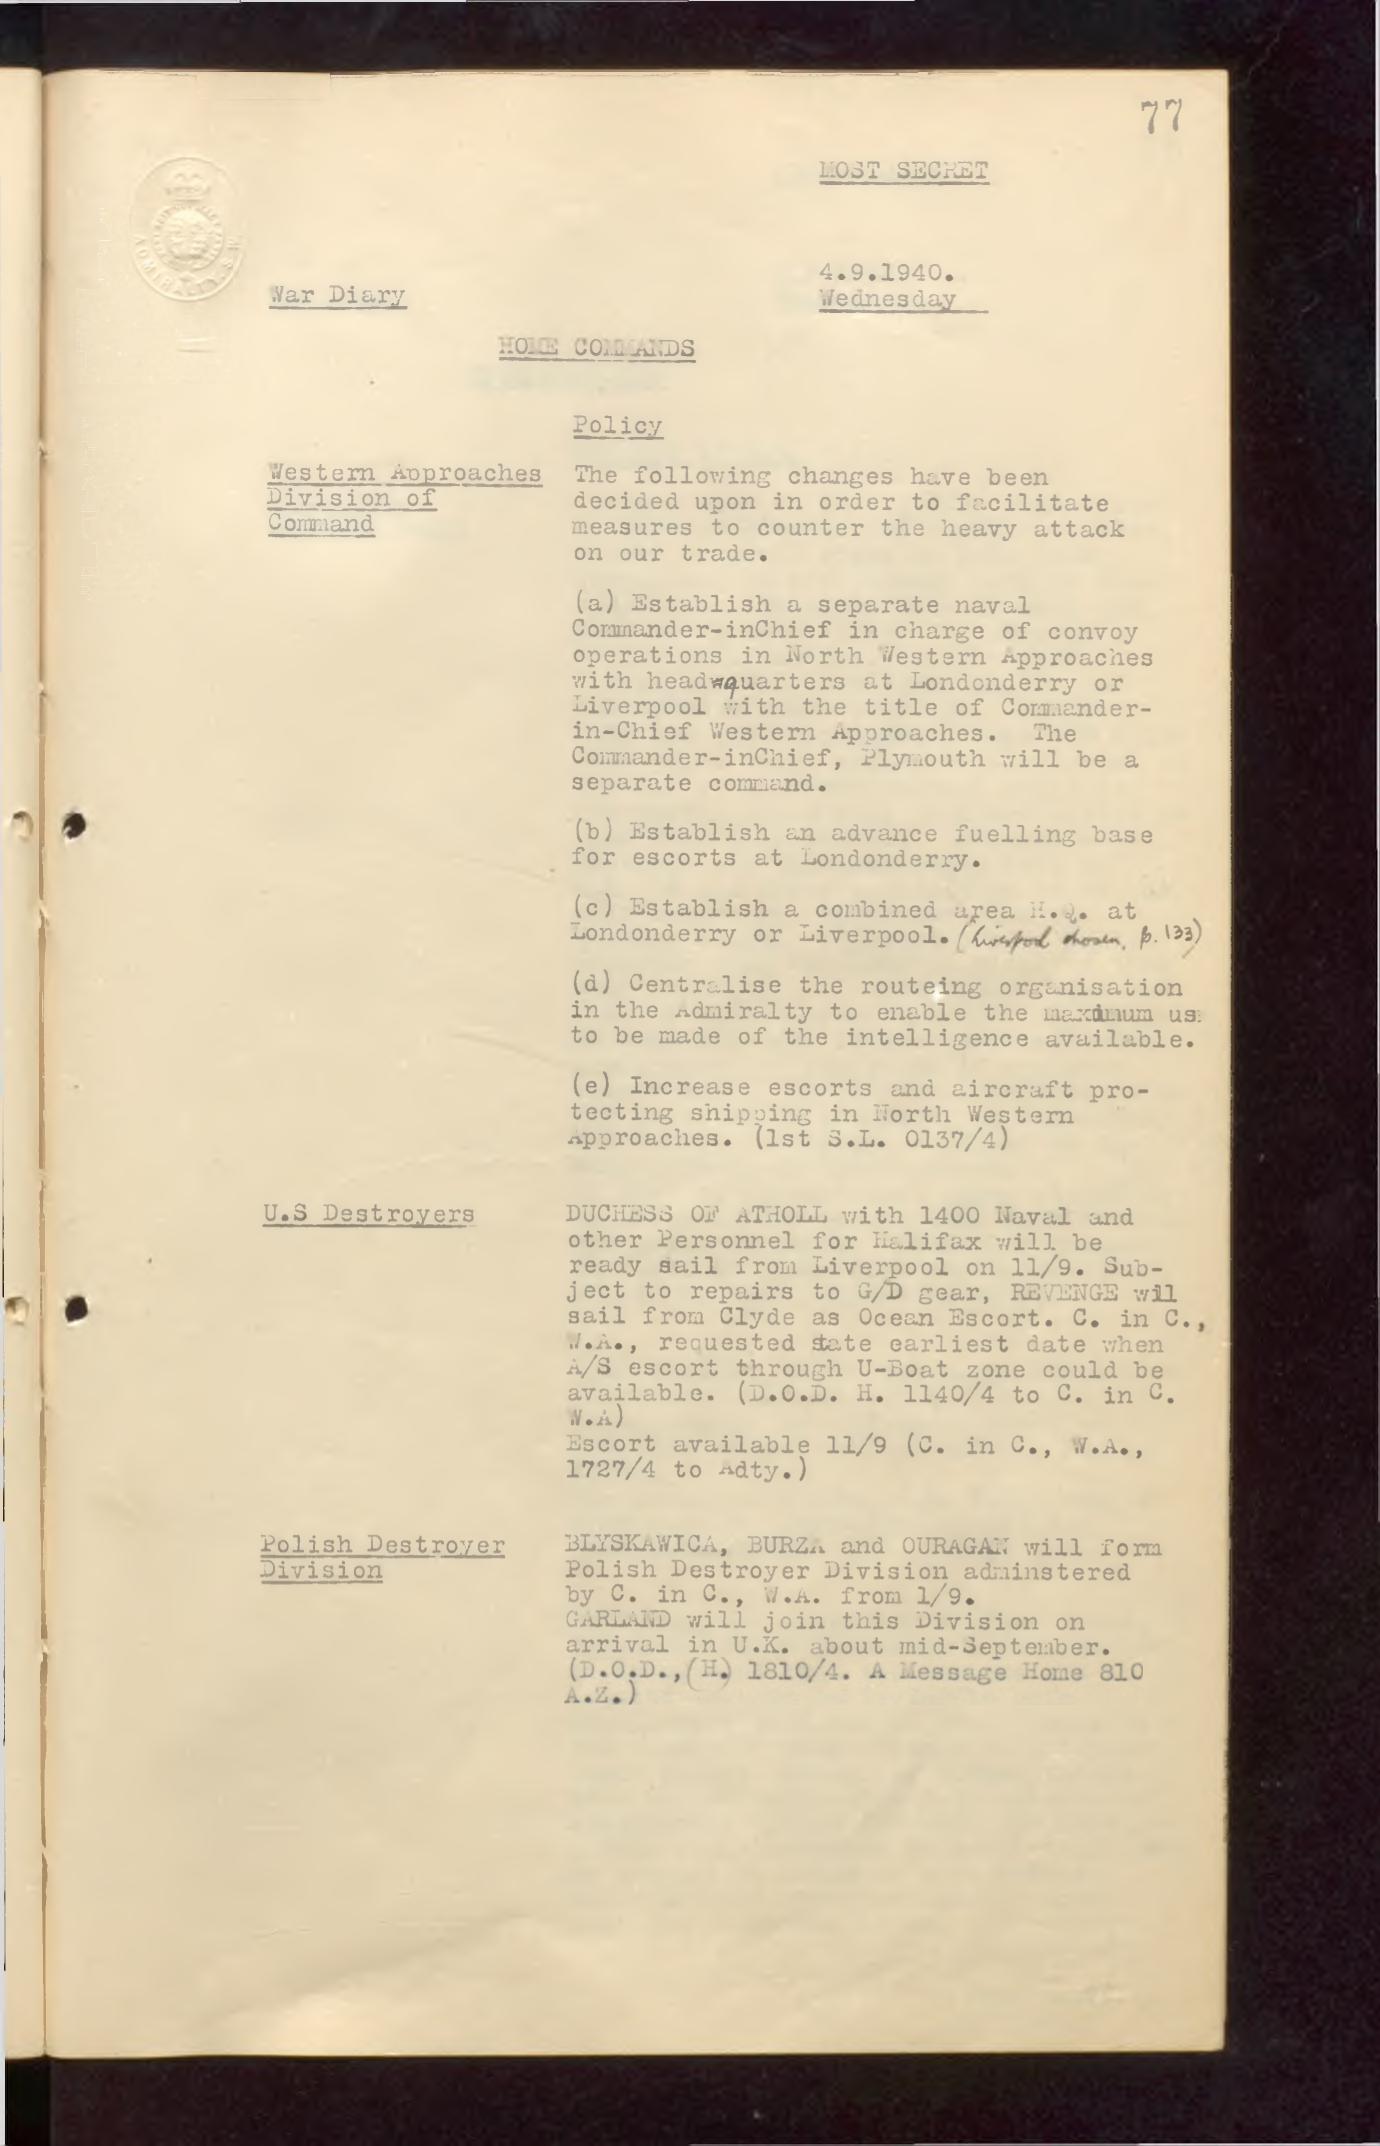 77
MOST SECRET
ADMIRALTY.S.W
4.9.1940.
War Diary
Wednesday
HOME COMMANDS
Policy
Western Approaches
Division of
Command
The following changes have been
decided upon in order to facilitate
measures to counter the heavy attack
on our trade.
(a) Establish a separate naval
Commander-inChief in charge of convoy
operations in North Western Approaches
with headquarters at Londonderry or
Liverpool with the title of Commander-
in-Chief Western Approaches. The
Commander-inChief, Plymouth will be a
separate command.
(b) Establish an advance fuelling base
for escorts at Londonderry.
(c) Establish a combined area H.Q. at
Londonderry or Liverpool. (Liverpool chosen, p. 133)
(d) Centralise the routeing organisation
in the Admiralty to enable the maximum us
to be made of the intelligence available.
(e) Increase escorts and aircraft pro-
tecting shipping in North Western
Approaches. (1st S.L. 0137/4)
U.S Destroyers
DUCHESS OF ATHOLL with 1400 Naval and
other Personnel for Halifax will be
ready sail from Liverpool on 11/9. Sub-
ject to repairs to G/D gear, REVENGE wil
sail from Clyde as Ocean Escort. C. in C.,
W.A., requested state earliest date when
A/S escort through U-Boat zone could be
available. (D.O.D. H. 1140/4 to C. in C.
W.A)
Escort available 11/9 (C. in C., W.A.,
1727/4 to Adty.)
Polish Destroyer
Division
BLYSKAWICA, BURZA and OURAGAN will form
Polish Destroyer Division adminstered
by C. in C., W.A. from 1/9.
GARLAND will join this Division on
arrival in U.K. about mid-September.
(D.O.D.,(H.) 1810/4. A Message Home 810
A.Z.)